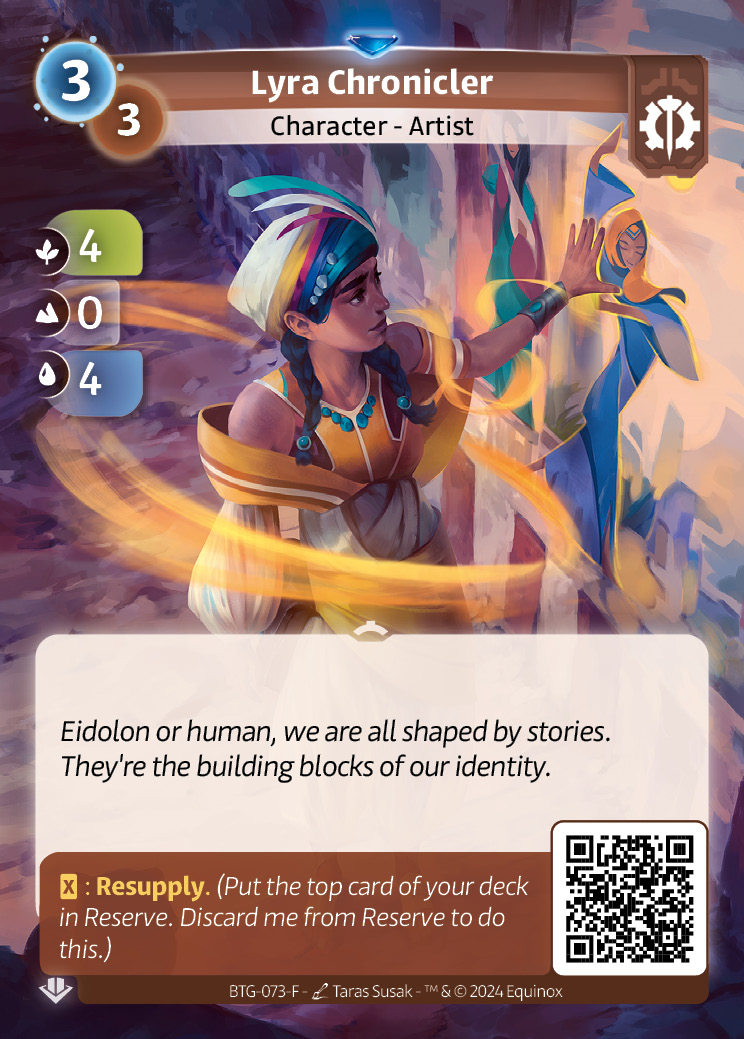 3
Lyra Chronicler
3
Character - Artist
4
0
4
Eidolon or human, we are all shaped by stories.
They're the building blocks of our identity.
X : Resupply. (Put the top card of your deck
in Reserve. Discard me from Reserve to do
this.)
BTG-073-F - Taras Susak - ™ & © 2024 Equinox